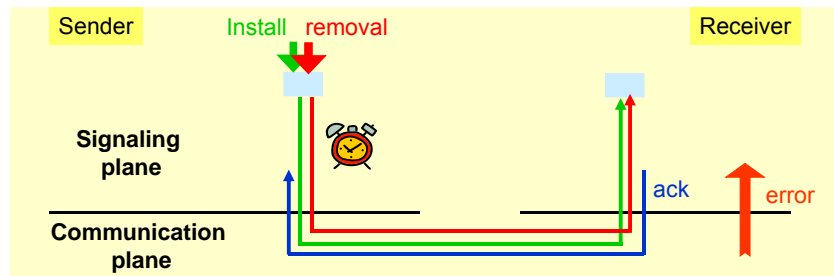 Sender
Install removal
Receiver
Signaling
plane
ack
error
Communication
plane